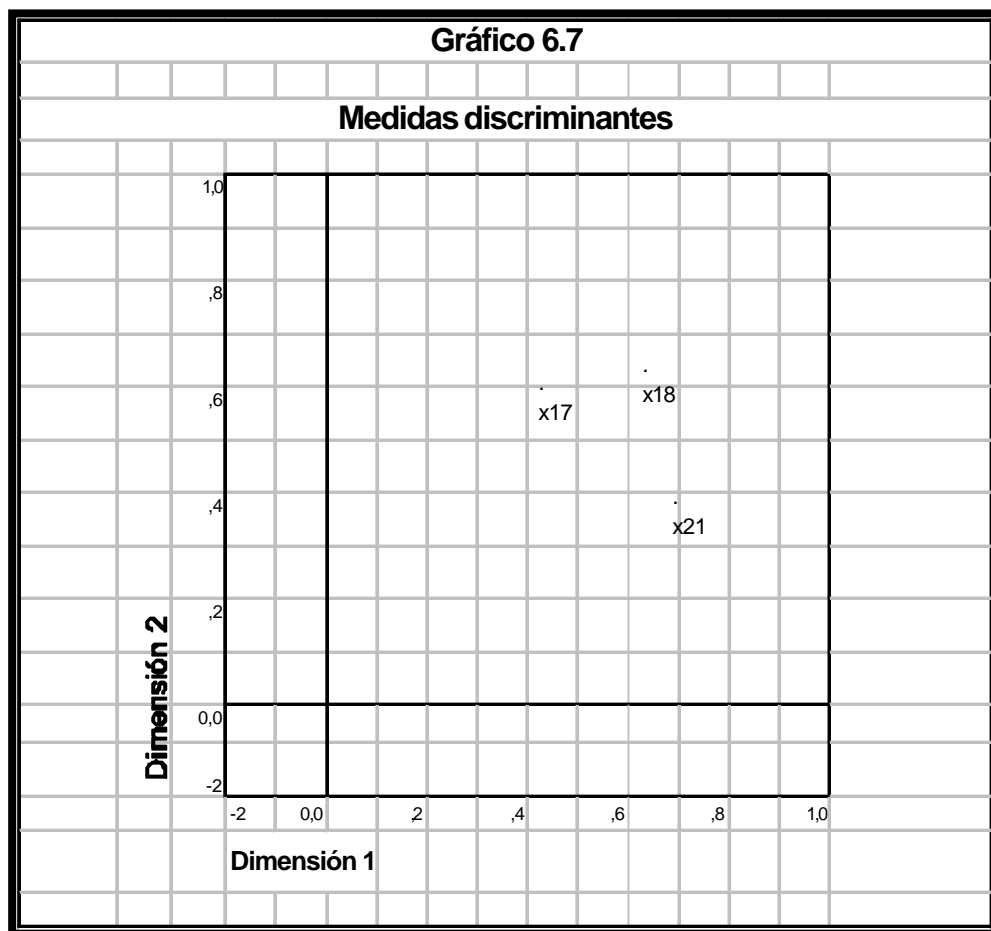 Gráfico 6.7
Medidas discriminantes
1,0
,8
,6
,4
,2
0,0
-2
Dimensión 2
x17
x18
x21
-2 0,0 ,2 ,4 ,6 ,8 1,0
Dimensión 1